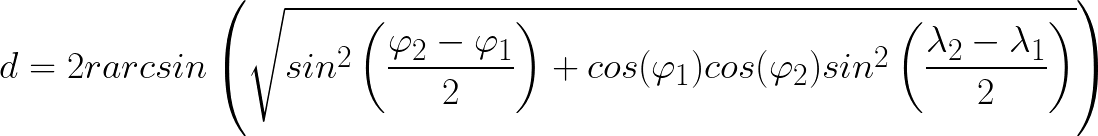 d = 2rarcsin(√(sin²((φ₂ − φ₁)/2) + cos(φ₁)cos(φ₂)sin²((λ₂ − λ₁)/2)))